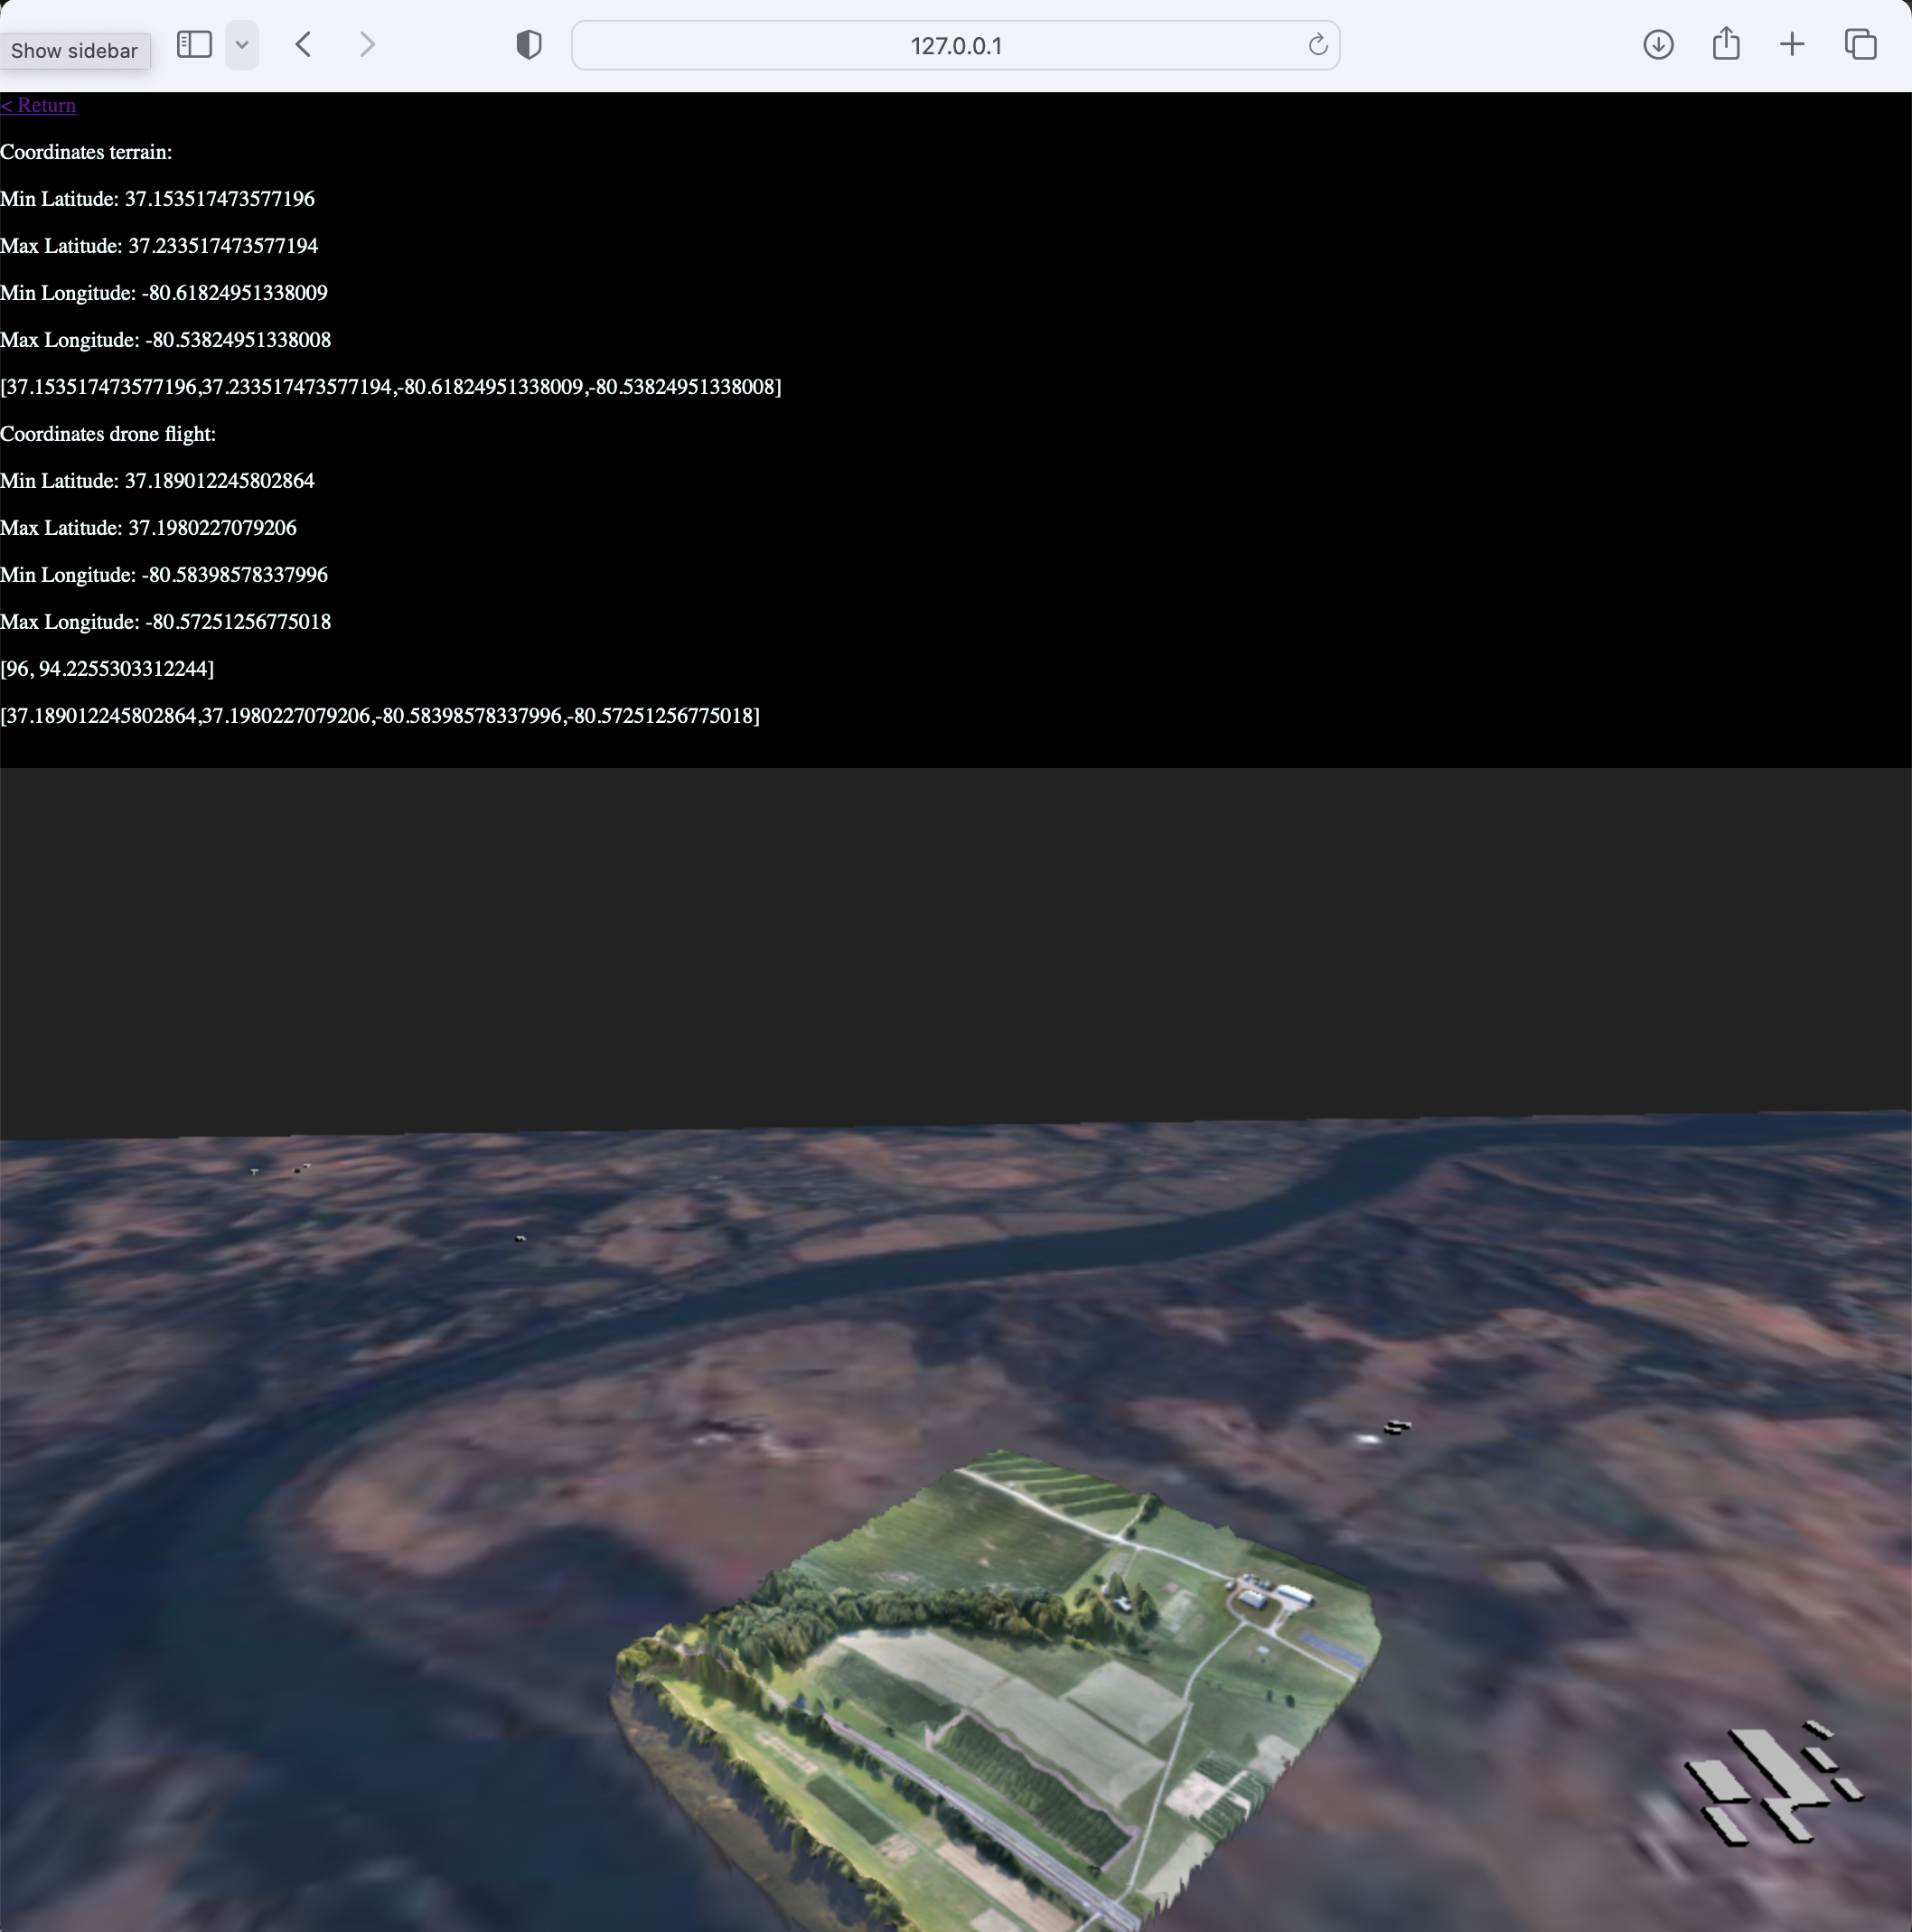 Show sidebar
127.0.0.1
< Return
Coordinates terrain:
Min Latitude: 37.153517473577196
Max Latitude: 37.233517473577194
Min Longitude: -80.61824951338009
Max Longitude: -80.53824951338008
[37.153517473577196,37.233517473577194,-80.61824951338009,-80.53824951338008]
Coordinates drone flight:
Min Latitude: 37.189012245802864
Max Latitude: 37.1980227079206
Min Longitude: -80.58398578337996
Max Longitude: -80.57251256775018
[96, 94.2255303312244]
[37.189012245802864,37.1980227079206,-80.58398578337996,-80.57251256775018]